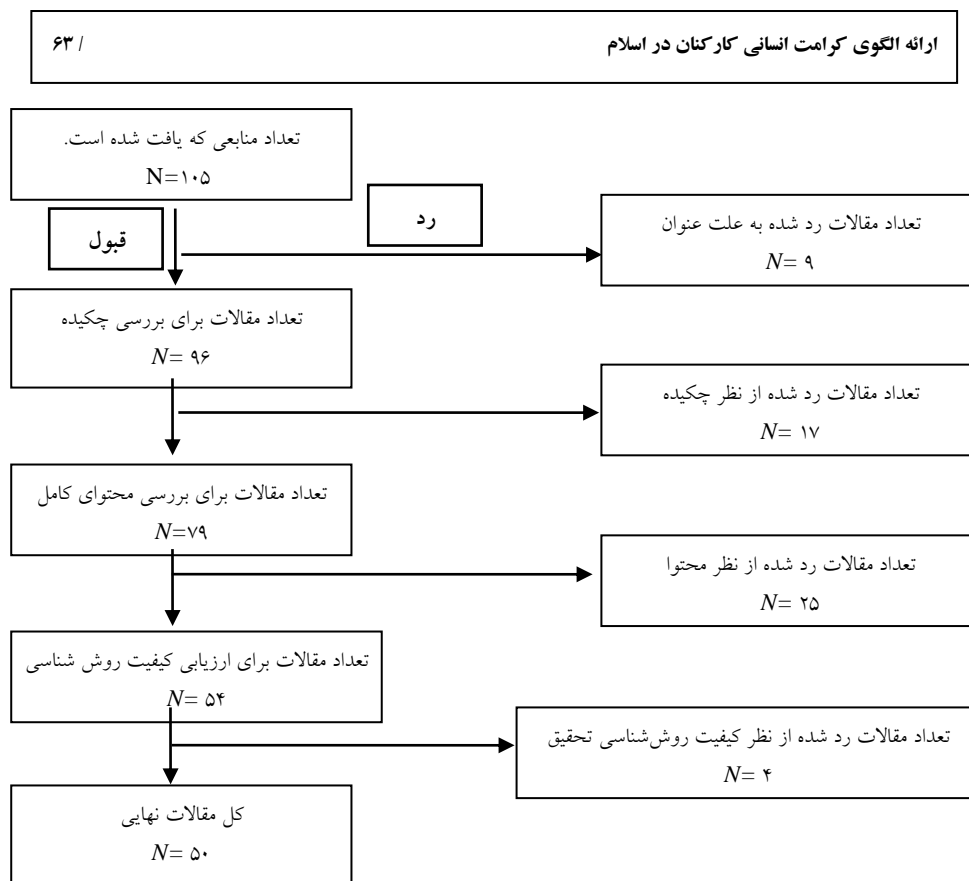 ارائه الگوی کرامت انسانی کارکنان در اسلام / ۶۳
تعداد منابعی که یافت شده است.
N=۱۰۵
قبول
رد
تعداد مقالات رد شده به علت عنوان
N= ۹
تعداد مقالات برای بررسی چکیده
N= ۹۶
تعداد مقالات رد شده از نظر چکیده
N= ۱۷
تعداد مقالات برای بررسی محتوای کامل
N=۷۹
تعداد مقالات رد شده از نظر محتوا
N= ۲۵
تعداد مقالات برای ارزیابی کیفیت روش شناسی
N= ۵۴
تعداد مقالات رد شده از نظر کیفیت روش‌شناسی تحقیق
N= ۴
کل مقالات نهایی
N= ۵۰